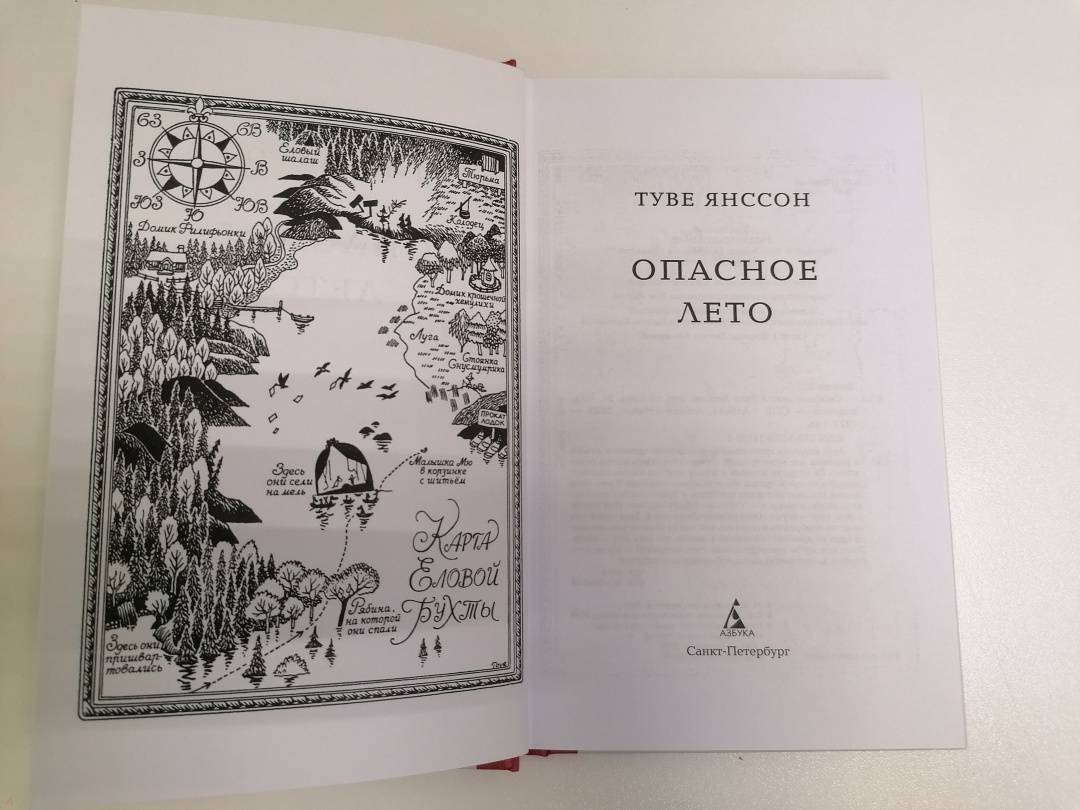 СЗ
СВ
З
В
ЮЗ
Ю
ЮВ
Еловый
шалаш
Тюрьма
Колодец
Домик Филифьонки
Домик крошечной
хемулихи
Луга
Стоянка
Снусмумрика
ПРОКАТ
ЛОДОК
Здесь
они сели
на мель
Малышка Мю
в корзинке
с шитьём
Карта
Еловой
Бухты
Рябина,
на которой
они спали
Здесь они
пришвар-
товались
Tove
ТУВЕ ЯНССОН
ОПАСНОЕ
ЛЕТО
АЗБУКА
Санкт-Петербург